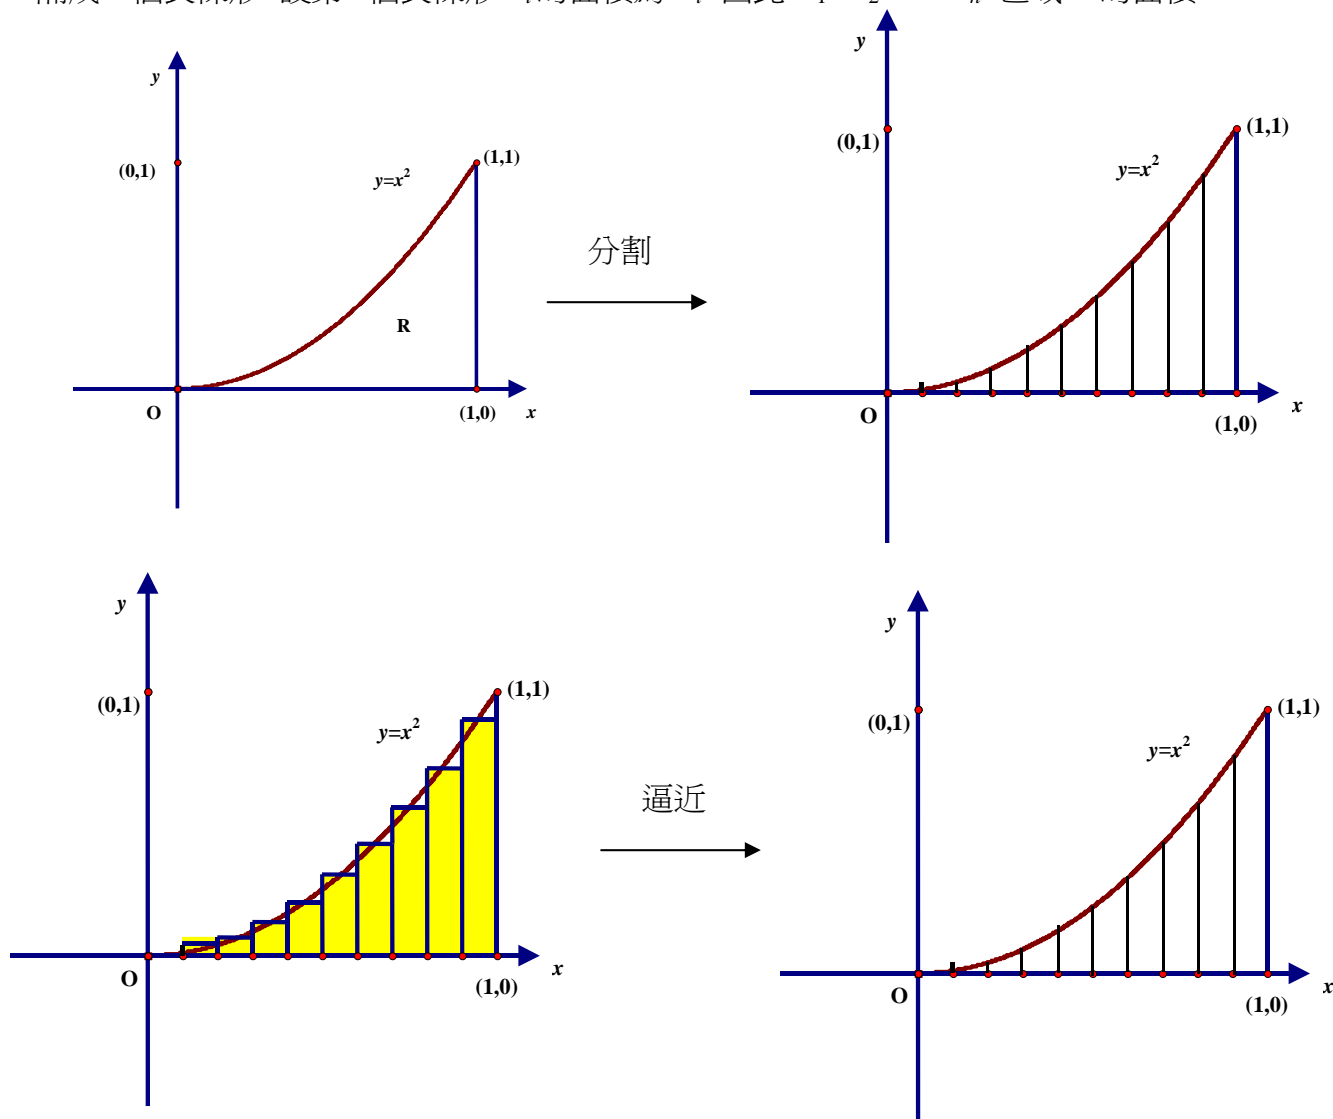 y
(0,1)
y=x²
(1,1)
R
O
(1,0)
x
分割
y
(0,1)
y=x²
(1,1)
O
(1,0)
x
y
(0,1)
y=x²
(1,1)
O
(1,0)
x
逼近
y
(0,1)
y=x²
(1,1)
O
(1,0)
x